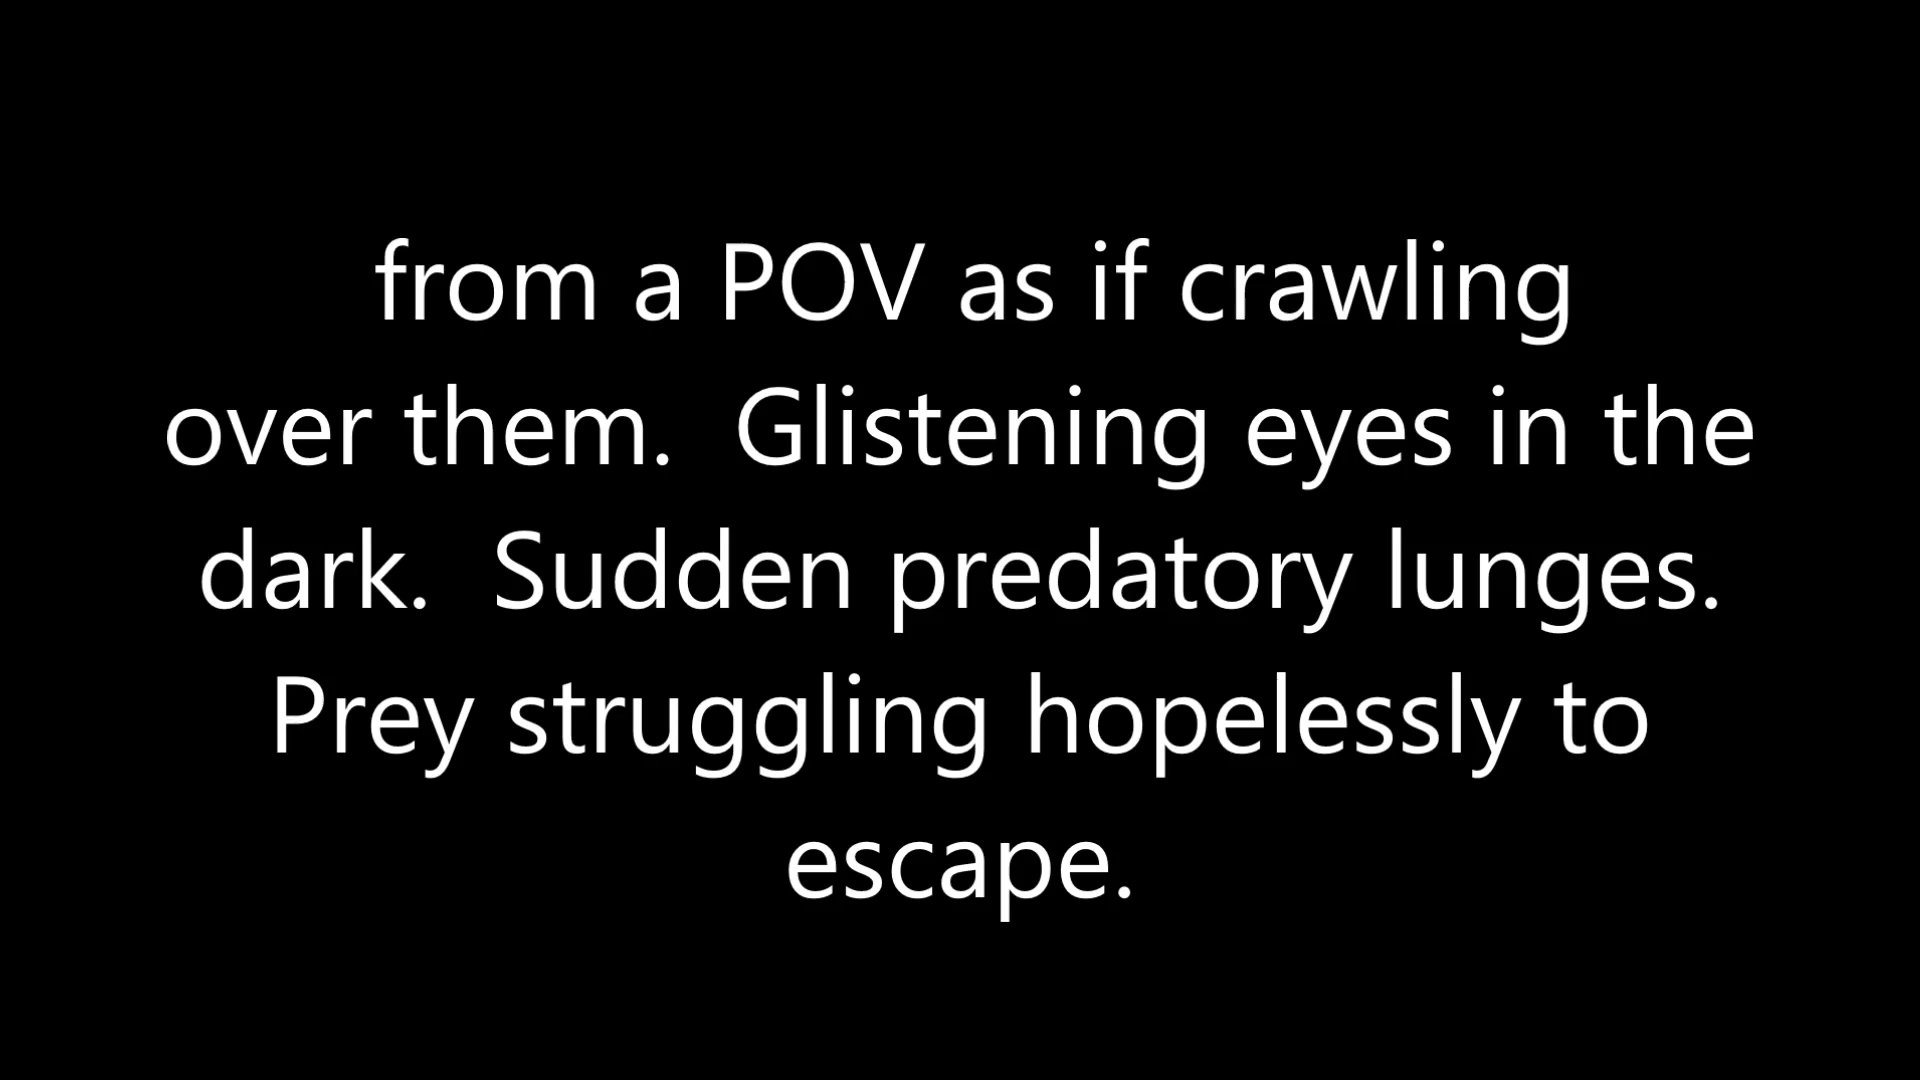 from a POV as if crawling
over them.  Glistening eyes in the
dark.  Sudden predatory lunges.
Prey struggling hopelessly to
escape.